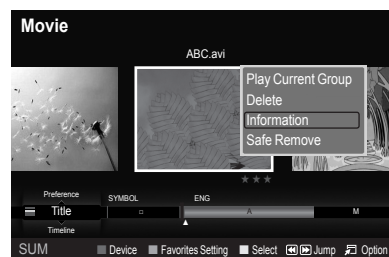 Movie
ABC.avi
Play Current Group
Delete
Information
Safe Remove
Preference
SYMBOL
ENG
Title
A
M
Timeline
SUM
Device
Favorites Setting
Select
Jump
Option